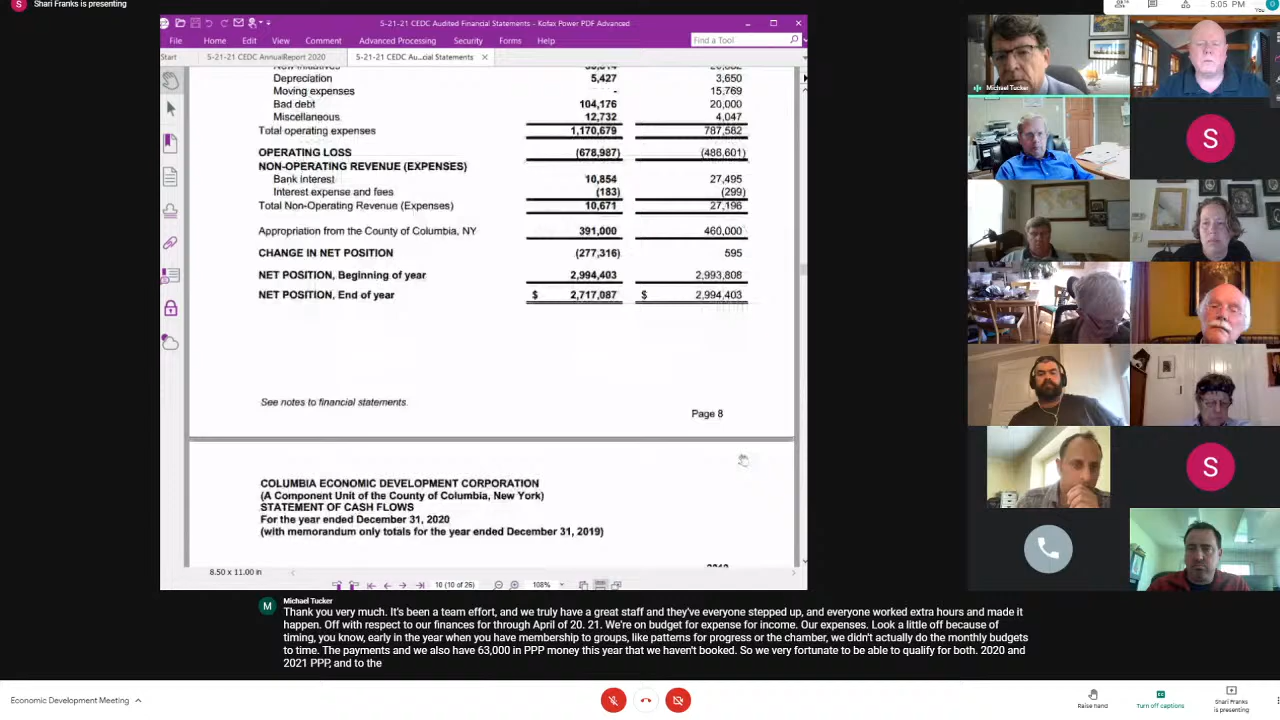 Shari Franks is presenting
5:05 PM
You
5-21-21 CEDC Audited Financial Statements - Kofax Power PDF Advanced
File Home Edit View Comment Advanced Processing Security Forms Help Find a Tool
Start 5-21-21 CEDC AnnualReport 2020 5-21-21 CEDC Au...cial Statements
Depreciation 5,427 3,650
Moving expenses - 15,769
Bad debt 104,176 20,000
Miscellaneous 12,732 4,047
Total operating expenses 1,170,679 787,582
OPERATING LOSS (678,987) (486,601)
NON-OPERATING REVENUE (EXPENSES)
Bank interest 10,854 27,495
Interest expense and fees (183) (299)
Total Non-Operating Revenue (Expenses) 10,671 27,196
Appropriation from the County of Columbia, NY 391,000 460,000
CHANGE IN NET POSITION (277,316) 595
NET POSITION, Beginning of year 2,994,403 2,993,808
NET POSITION, End of year $ 2,717,087 $ 2,994,403
See notes to financial statements.
Page 8
COLUMBIA ECONOMIC DEVELOPMENT CORPORATION
(A Component Unit of the County of Columbia, New York)
STATEMENT OF CASH FLOWS
For the year ended December 31, 2020
(with memorandum only totals for the year ended December 31, 2019)
8.50 x 11.00 in
10 (10 of 26)
108%
Michael Tucker
S
S
M
Michael Tucker
Thank you very much. It's been a team effort, and we truly have a great staff and they've everyone stepped up, and everyone worked extra hours and made it
happen. Off with respect to our finances for through April of 20. 21. We're on budget for expense for income. Our expenses. Look a little off because of
timing, you know, early in the year when you have membership to groups, like patterns for progress or the chamber, we didn't actually do the monthly budgets
to time. The payments and we also have 63,000 in PPP money this year that we haven't booked. So we very fortunate to be able to qualify for both. 2020 and
2021 PPP, and to the
Economic Development Meeting
Raise hand
Turn off captions
Shari Franks
is presenting